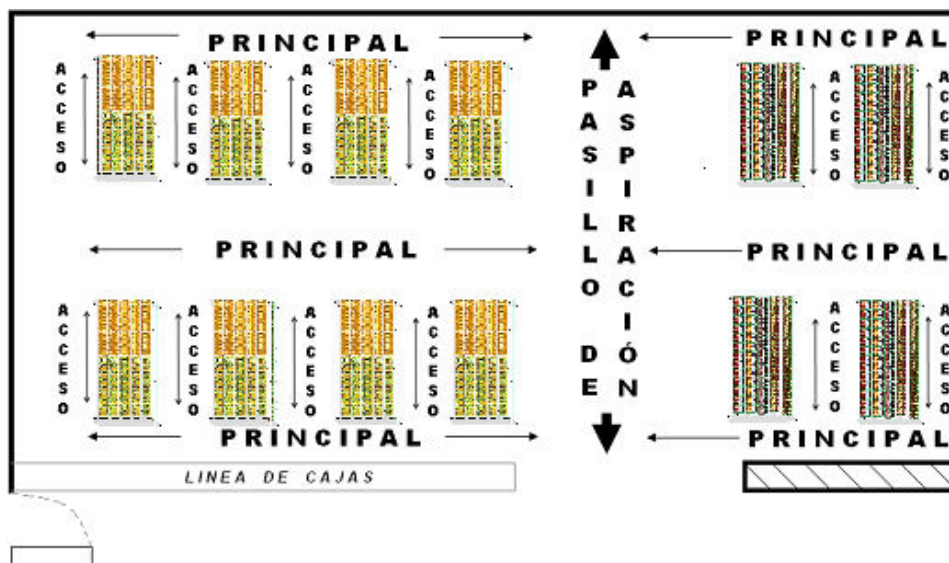 PRINCIPAL
PRINCIPAL
ACCESO
ACCESO
ACCESO
ACCESO
ACCESO
ACCESO
PASILLO DE
ASPIRACIÓN
PRINCIPAL
PRINCIPAL
ACCESO
ACCESO
ACCESO
ACCESO
ACCESO
ACCESO
PRINCIPAL
PRINCIPAL
LINEA DE CAJAS